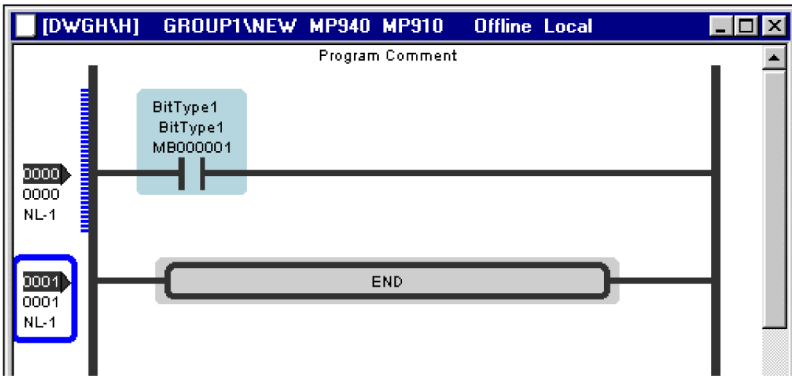 [DWGH\H] GROUP1\NEW MP940 MP910 Offline Local
Program Comment
BitType1
BitType1
MB000001
0000
0000
NL-1
0001
0001
NL-1
END